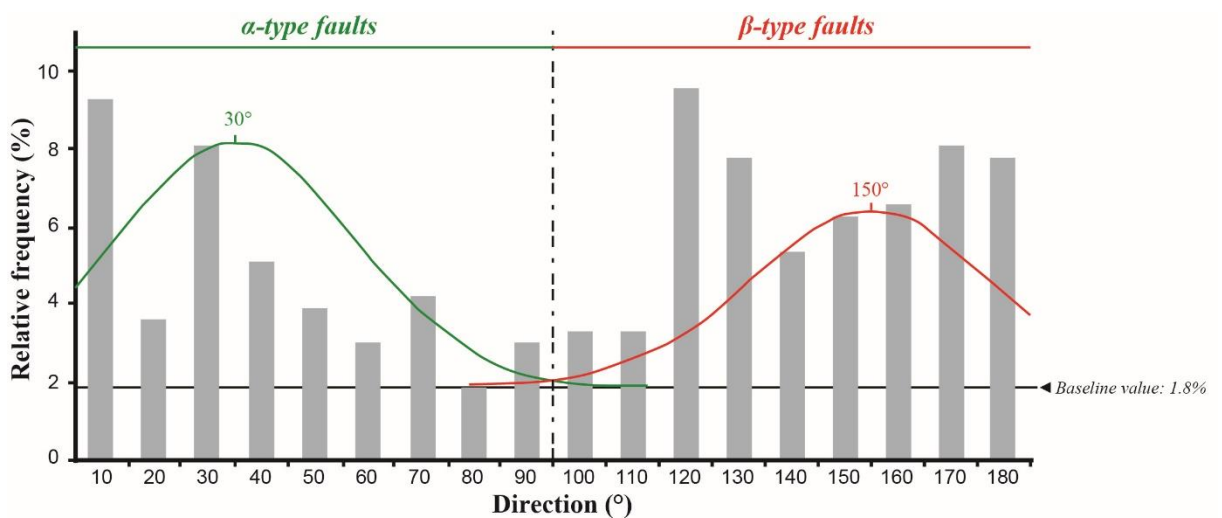 α-type faults
β-type faults
Relative frequency (%)
10
8
6
4
2
0
30°
150°
Baseline value: 1.8%
10 20 30 40 50 60 70 80 90 100 110 120 130 140 150 160 170 180
Direction (°)